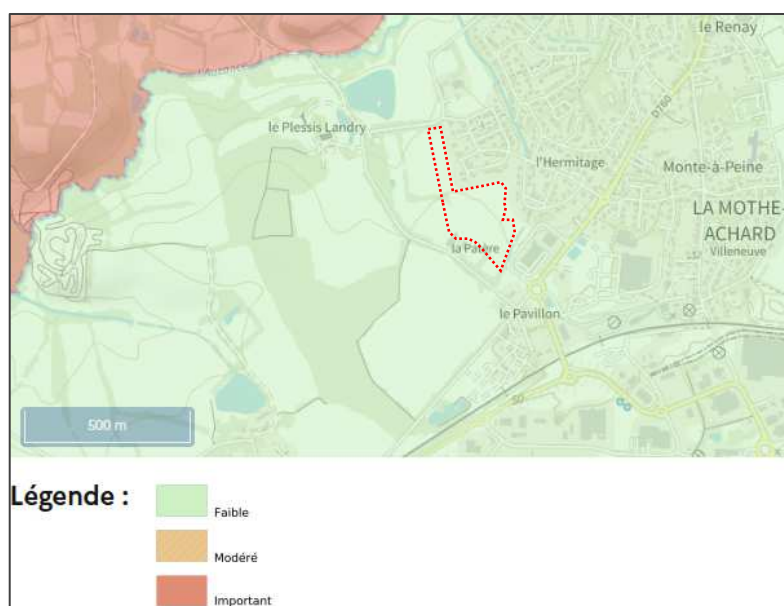 le Renay
le Plessis Landry
D760
l'Hermitage
Monte-à-Peine
LA MOTHE-
ACHARD
Villeneuve
la Patère
le Pavillon
500 m
Légende :
Faible
Modéré
Important